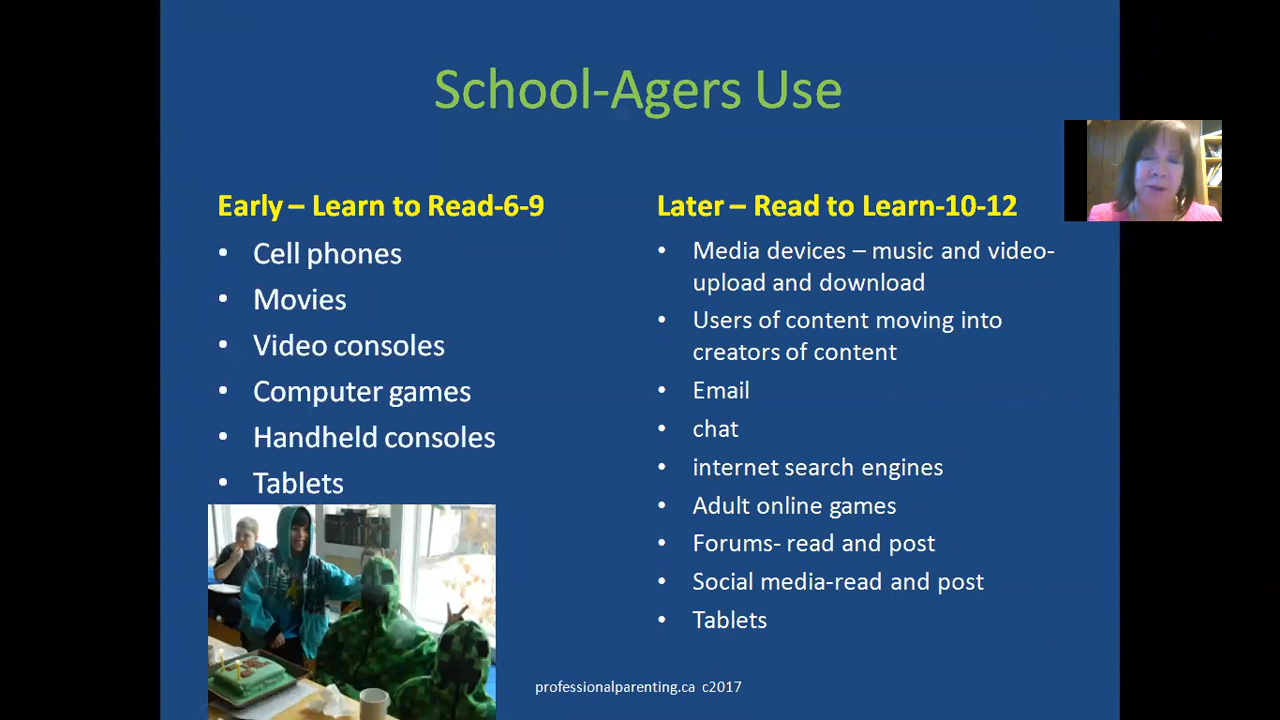 School-Agers Use
Early – Learn to Read-6-9
• Cell phones
• Movies
• Video consoles
• Computer games
• Handheld consoles
• Tablets
Later – Read to Learn-10-12
• Media devices – music and video-
upload and download
• Users of content moving into
creators of content
• Email
• chat
• internet search engines
• Adult online games
• Forums- read and post
• Social media-read and post
• Tablets
professionalparenting.ca c2017